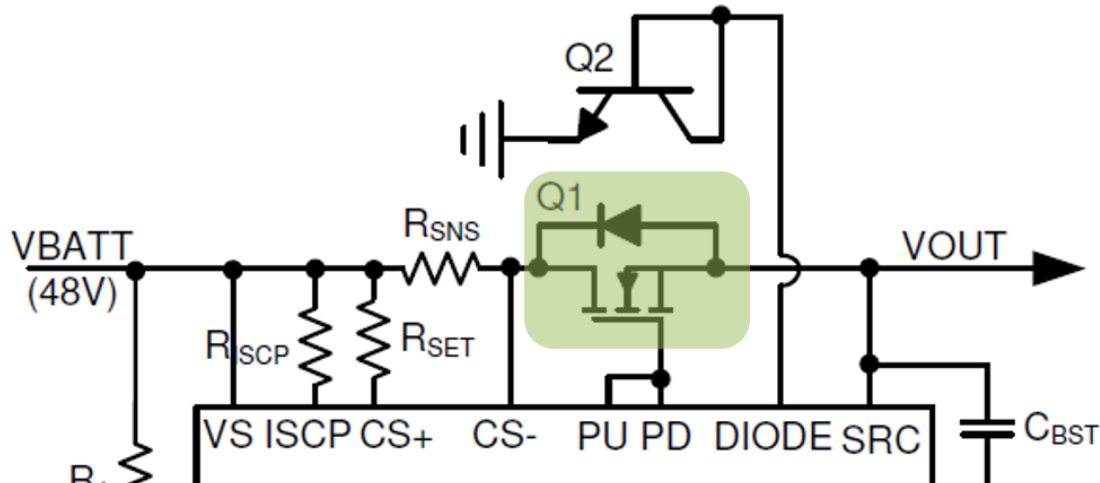 Q2
Q1
RSNS
VBATT
(48V)
VOUT
RISCP
RSET
VS ISCP CS+ CS- PU PD DIODE SRC
CBST